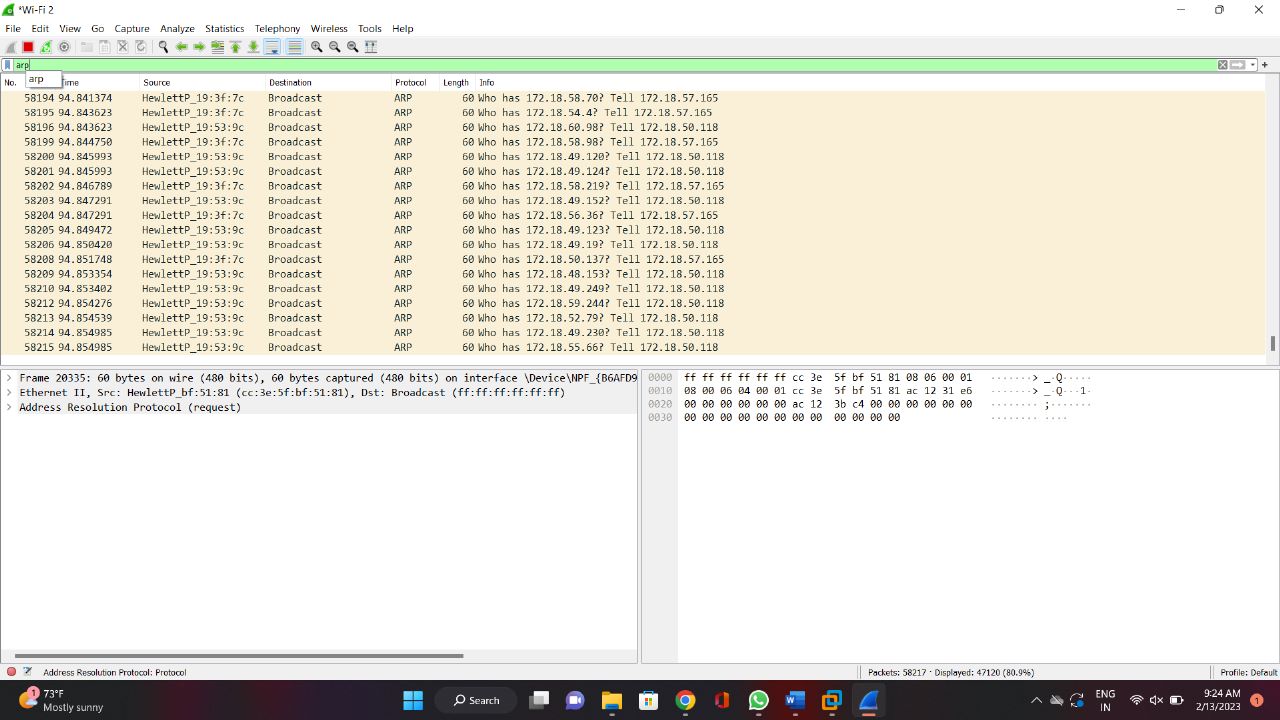 *Wi-Fi 2
File Edit View Go Capture Analyze Statistics Telephony Wireless Tools Help
arp
arp
No. Time Source Destination Protocol Length Info
58194 94.841374 HewlettP_19:3f:7c Broadcast ARP 60 Who has 172.18.58.70? Tell 172.18.57.165
58195 94.843623 HewlettP_19:3f:7c Broadcast ARP 60 Who has 172.18.54.4? Tell 172.18.57.165
58196 94.843623 HewlettP_19:53:9c Broadcast ARP 60 Who has 172.18.60.98? Tell 172.18.50.118
58199 94.844750 HewlettP_19:3f:7c Broadcast ARP 60 Who has 172.18.58.98? Tell 172.18.57.165
58200 94.845993 HewlettP_19:53:9c Broadcast ARP 60 Who has 172.18.49.120? Tell 172.18.50.118
58201 94.845993 HewlettP_19:53:9c Broadcast ARP 60 Who has 172.18.49.124? Tell 172.18.50.118
58202 94.846789 HewlettP_19:3f:7c Broadcast ARP 60 Who has 172.18.58.219? Tell 172.18.57.165
58203 94.847291 HewlettP_19:53:9c Broadcast ARP 60 Who has 172.18.49.152? Tell 172.18.50.118
58204 94.847291 HewlettP_19:3f:7c Broadcast ARP 60 Who has 172.18.56.36? Tell 172.18.57.165
58205 94.849472 HewlettP_19:53:9c Broadcast ARP 60 Who has 172.18.49.123? Tell 172.18.50.118
58206 94.850420 HewlettP_19:53:9c Broadcast ARP 60 Who has 172.18.49.19? Tell 172.18.50.118
58208 94.851748 HewlettP_19:3f:7c Broadcast ARP 60 Who has 172.18.50.137? Tell 172.18.57.165
58209 94.853354 HewlettP_19:53:9c Broadcast ARP 60 Who has 172.18.48.153? Tell 172.18.50.118
58210 94.853402 HewlettP_19:53:9c Broadcast ARP 60 Who has 172.18.49.249? Tell 172.18.50.118
58212 94.854276 HewlettP_19:53:9c Broadcast ARP 60 Who has 172.18.59.244? Tell 172.18.50.118
58213 94.854539 HewlettP_19:53:9c Broadcast ARP 60 Who has 172.18.52.79? Tell 172.18.50.118
58214 94.854985 HewlettP_19:53:9c Broadcast ARP 60 Who has 172.18.49.230? Tell 172.18.50.118
58215 94.854985 HewlettP_19:53:9c Broadcast ARP 60 Who has 172.18.55.66? Tell 172.18.50.118
Frame 20335: 60 bytes on wire (480 bits), 60 bytes captured (480 bits) on interface \Device\NPF_{B6AFD9
Ethernet II, Src: HewlettP_bf:51:81 (cc:3e:5f:bf:51:81), Dst: Broadcast (ff:ff:ff:ff:ff:ff)
Address Resolution Protocol (request)
0000 ff ff ff ff ff ff cc 3e 5f bf 51 81 08 06 00 01 ·······> _·Q·····
0010 08 00 06 04 00 01 cc 3e 5f bf 51 81 ac 12 31 e6 ·······> _·Q···1·
0020 00 00 00 00 00 00 ac 12 3b c4 00 00 00 00 00 00 ········ ;·······
0030 00 00 00 00 00 00 00 00 00 00 00 00 ········ ····
Address Resolution Protocol: Protocol
Packets: 58217 · Displayed: 47120 (80.9%)
Profile: Default
1
73°F
Mostly sunny
Search
ENG
IN
9:24 AM
2/13/2023
1